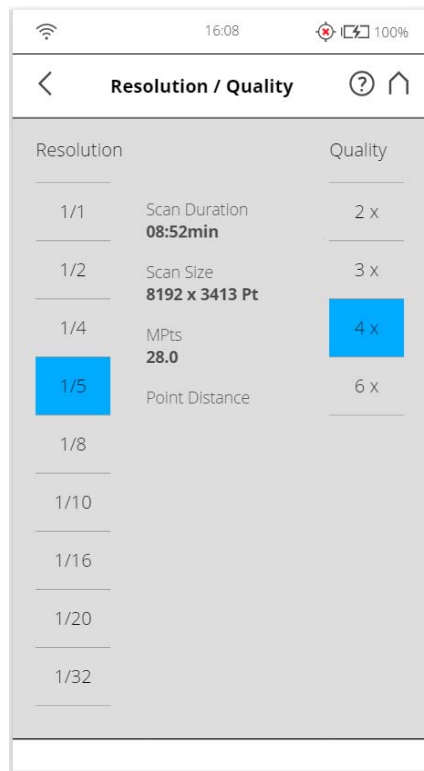 16:08
100%
Resolution / Quality
?
Resolution
Quality
1/1
1/2
1/4
1/5
1/8
1/10
1/16
1/20
1/32
Scan Duration
08:52min
Scan Size
8192 x 3413 Pt
MPts
28.0
Point Distance
2 x
3 x
4 x
6 x